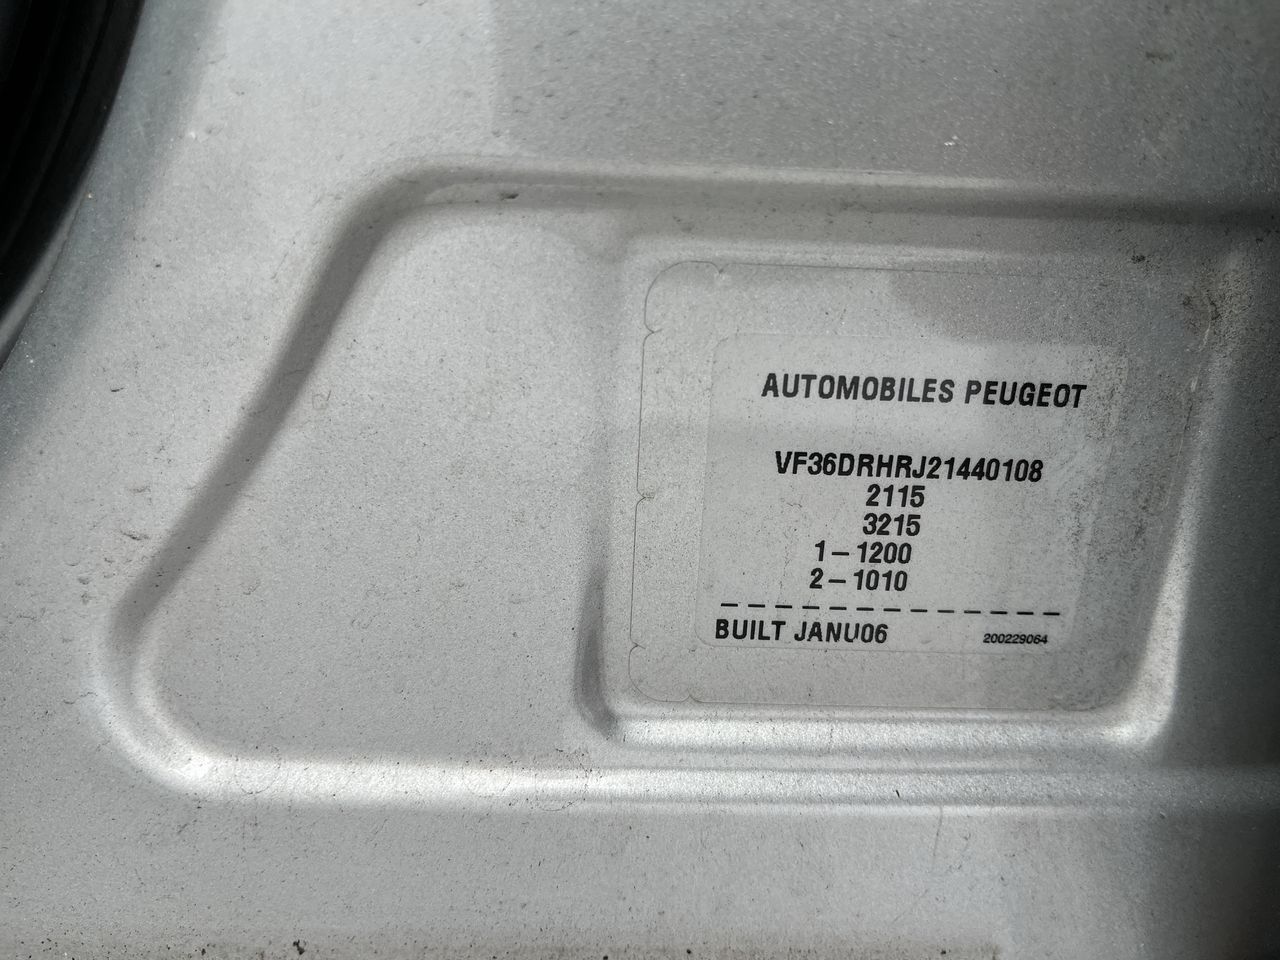 AUTOMOBILES PEUGEOT
VF36DRHRJ21440108
2115
3215
1-1200
2-1010
BUILT JANU06 200229064